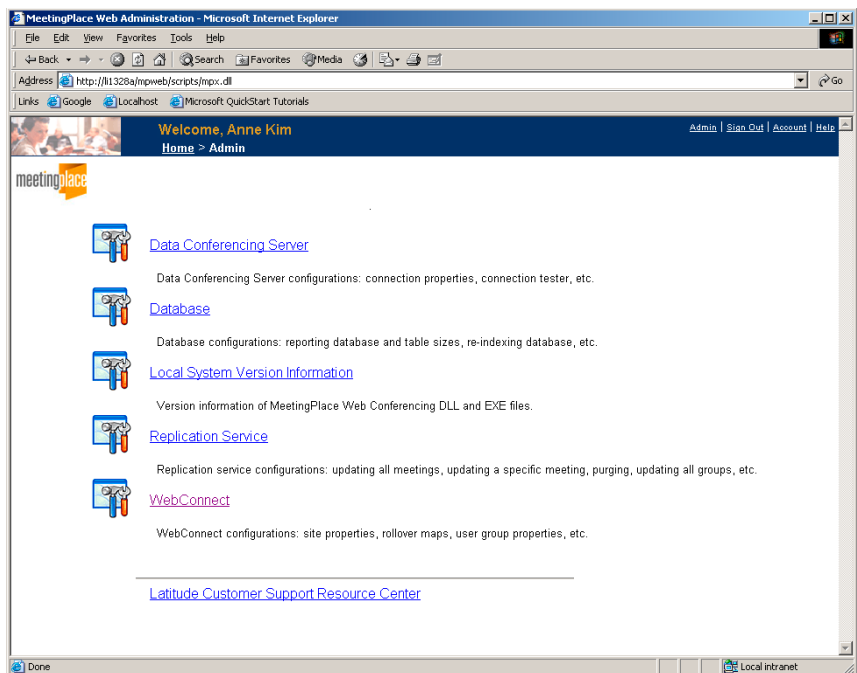 MeetingPlace Web Administration - Microsoft Internet Explorer
File Edit View Favorites Tools Help
Back Search Favorites Media
Address http://li1328a/mpweb/scripts/mpx.dll Go
Links Google Localhost Microsoft QuickStart Tutorials
Welcome, Anne Kim
Admin | Sign Out | Account | Help
Home > Admin
meetingplace
Data Conferencing Server
Data Conferencing Server configurations: connection properties, connection tester, etc.
Database
Database configurations: reporting database and table sizes, re-indexing database, etc.
Local System Version Information
Version information of MeetingPlace Web Conferencing DLL and EXE files.
Replication Service
Replication service configurations: updating all meetings, updating a specific meeting, purging, updating all groups, etc.
WebConnect
WebConnect configurations: site properties, rollover maps, user group properties, etc.
Latitude Customer Support Resource Center
Done Local intranet